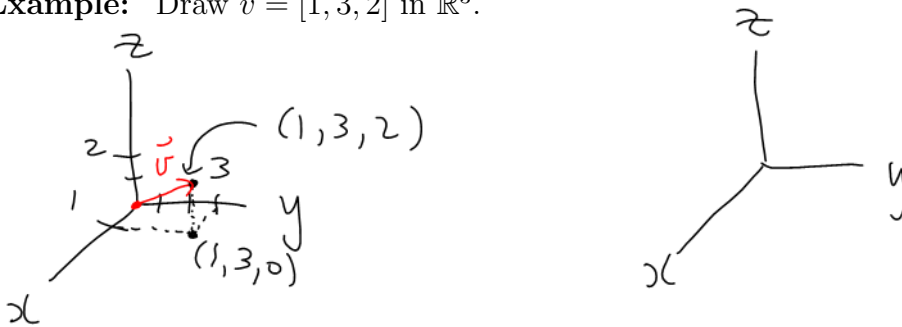 Example: Draw v⃗ = [1, 3, 2] in ℝ³.
z
z
2
v⃗
3
(1,3,2)
1
y
y
(1,3,0)
x
x